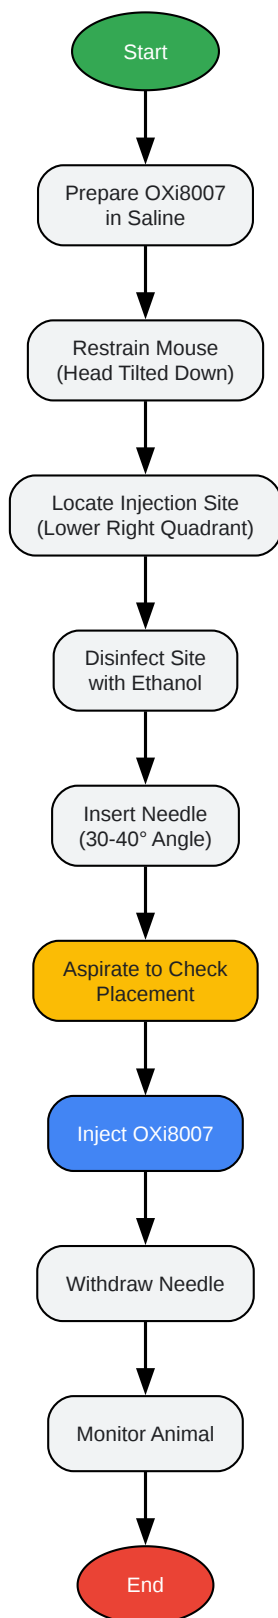 Start
Prepare OXi8007
in Saline
Restrain Mouse
(Head Tilted Down)
Locate Injection Site
(Lower Right Quadrant)
Disinfect Site
with Ethanol
Insert Needle
(30-40° Angle)
Aspirate to Check
Placement
Inject OXi8007
Withdraw Needle
Monitor Animal
End